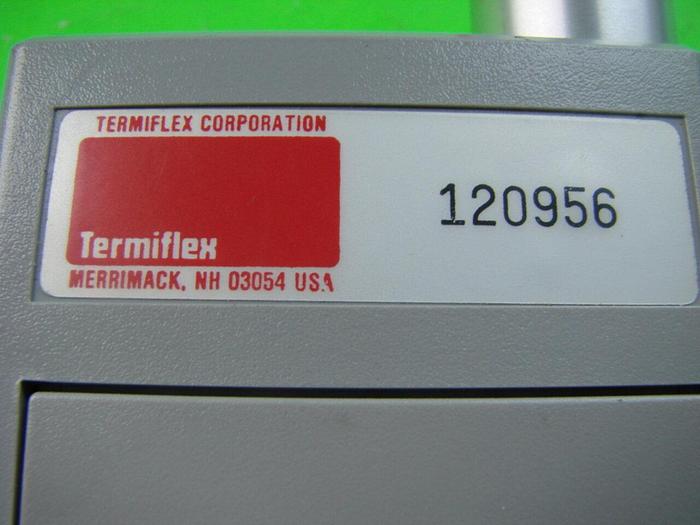 TERMIFLEX CORPORATION
Termiflex
MERRIMACK, NH 03054 USA
120956